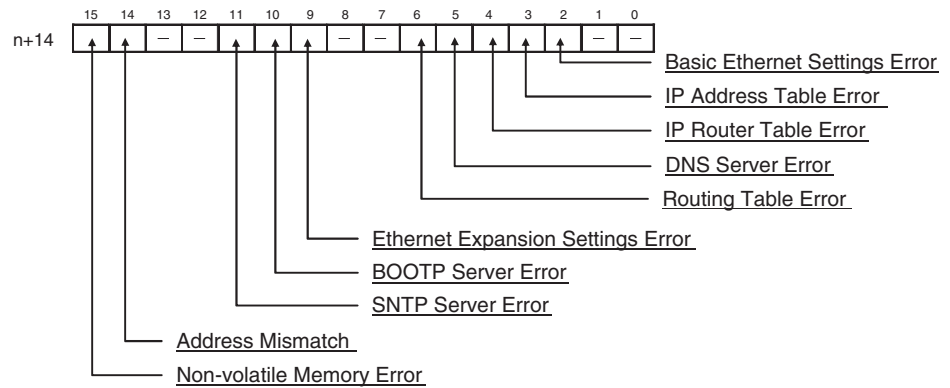 15 14 13 12 11 10 9 8 7 6 5 4 3 2 1 0
n+14 – – – – – –
Basic Ethernet Settings Error
IP Address Table Error
IP Router Table Error
DNS Server Error
Routing Table Error
Ethernet Expansion Settings Error
BOOTP Server Error
SNTP Server Error
Address Mismatch
Non-volatile Memory Error